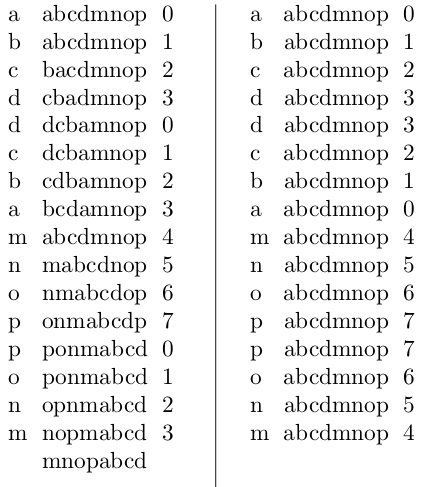 a abcdmnop 0 a abcdmnop 0
b abcdmnop 1 b abcdmnop 1
c bacdmnop 2 c abcdmnop 2
d cbadmnop 3 d abcdmnop 3
d dcbamnop 0 d abcdmnop 3
c dcbamnop 1 c abcdmnop 2
b cdbamnop 2 b abcdmnop 1
a bcdamnop 3 a abcdmnop 0
m abcdmnop 4 m abcdmnop 4
n mabcdnop 5 n abcdmnop 5
o nmabcdop 6 o abcdmnop 6
p onmabcdp 7 p abcdmnop 7
p ponmabcd 0 p abcdmnop 7
o ponmabcd 1 o abcdmnop 6
n opnmabcd 2 n abcdmnop 5
m nopmabcd 3 m abcdmnop 4
mnopabcd